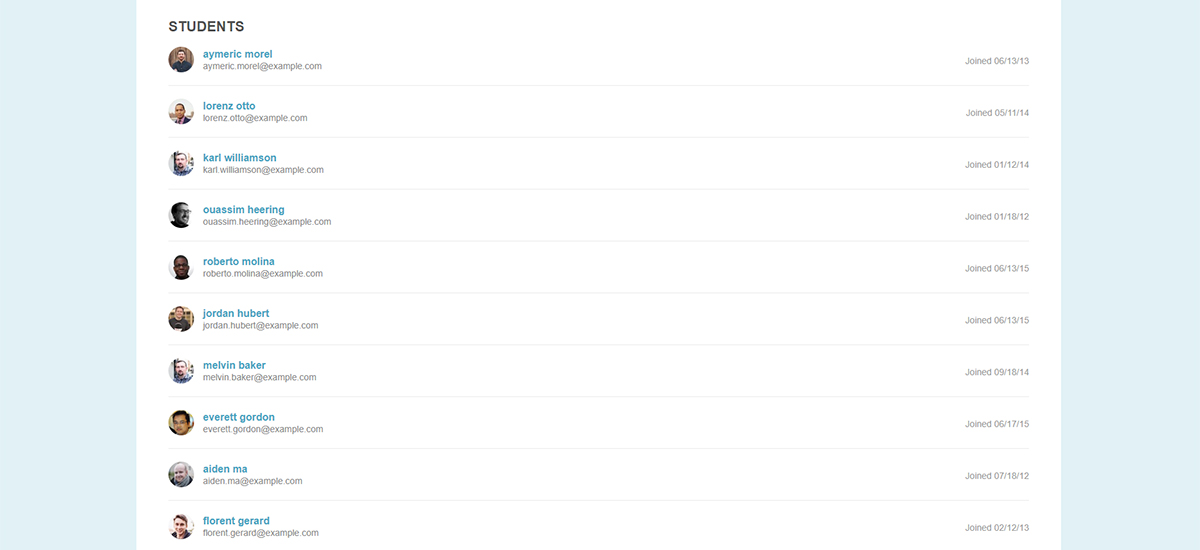 STUDENTS
aymeric morel
aymeric.morel@example.com
Joined 06/13/13
lorenz otto
lorenz.otto@example.com
Joined 05/11/14
karl williamson
karl.williamson@example.com
Joined 01/12/14
ouassim heering
ouassim.heering@example.com
Joined 01/18/12
roberto molina
roberto.molina@example.com
Joined 06/13/15
jordan hubert
jordan.hubert@example.com
Joined 06/13/15
melvin baker
melvin.baker@example.com
Joined 09/18/14
everett gordon
everett.gordon@example.com
Joined 06/17/15
aiden ma
aiden.ma@example.com
Joined 07/18/12
florent gerard
florent.gerard@example.com
Joined 02/12/13